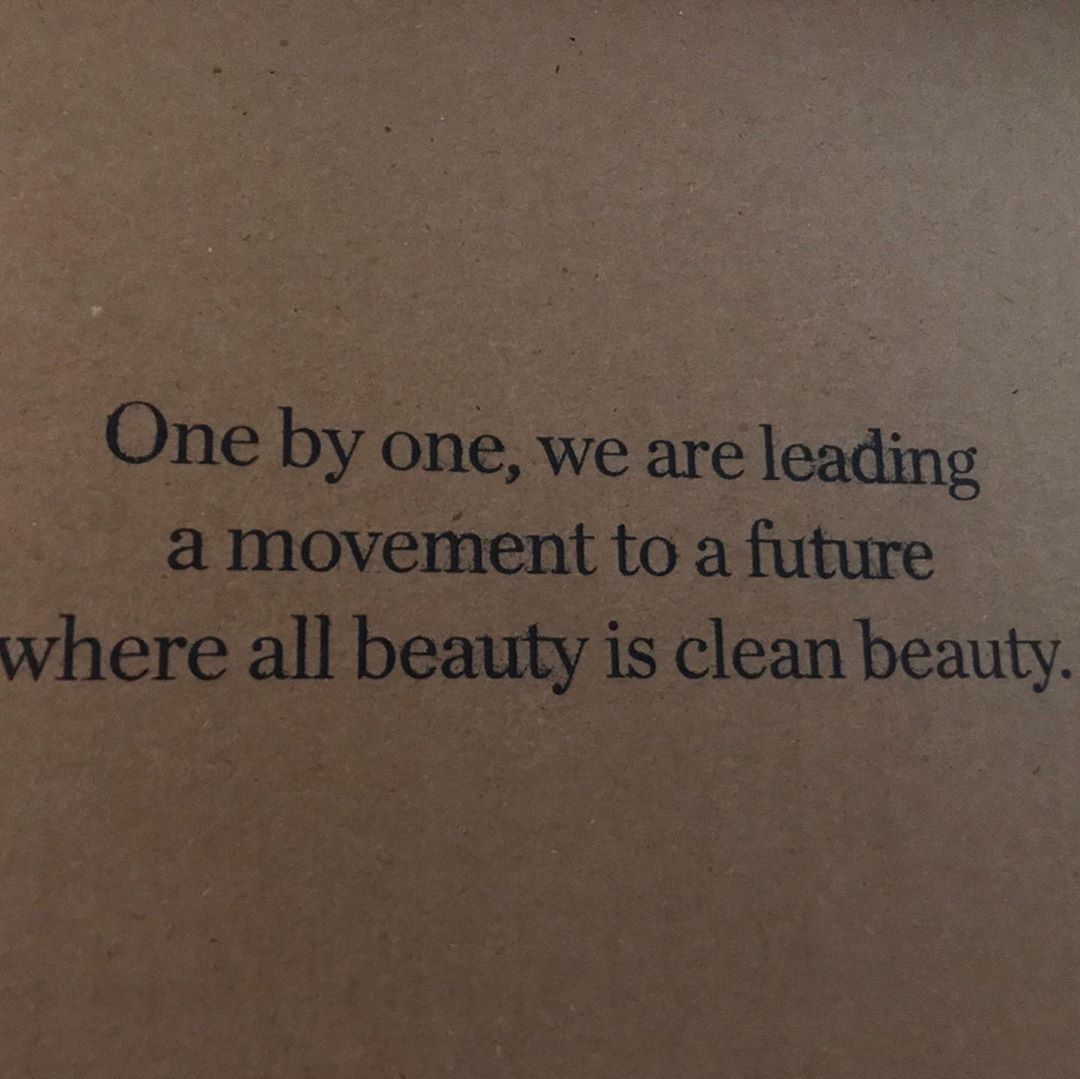 One by one, we are leading
a movement to a future
where all beauty is clean beauty.